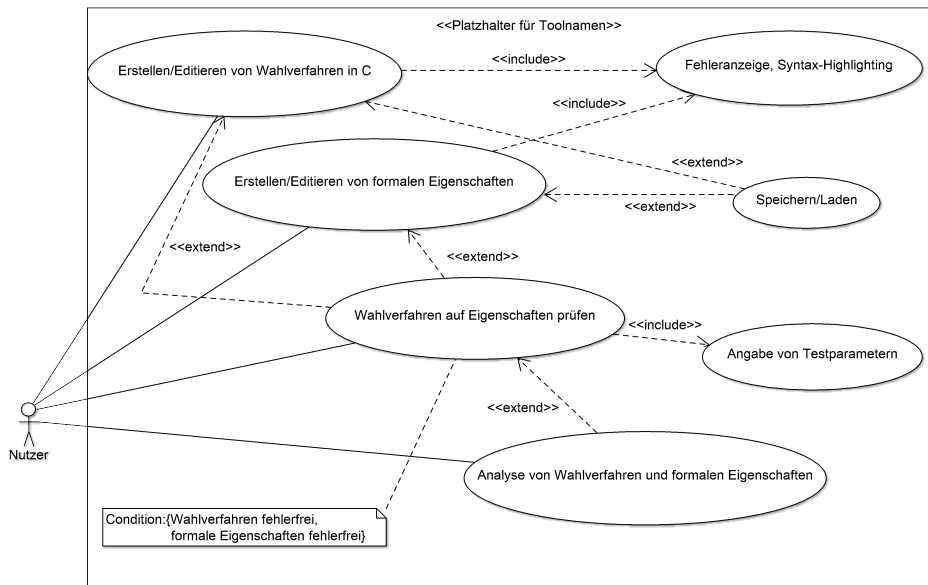 <<Platzhalter für Toolnamen>>
Erstellen/Editieren von Wahlverfahren in C
<<include>>
Fehleranzeige, Syntax-Highlighting
<<include>>
<<extend>>
Erstellen/Editieren von formalen Eigenschaften
<<extend>>
Speichern/Laden
<<extend>>
<<extend>>
Wahlverfahren auf Eigenschaften prüfen
<<include>>
Angabe von Testparametern
<<extend>>
Nutzer
Analyse von Wahlverfahren und formalen Eigenschaften
Condition:{Wahlverfahren fehlerfrei,
formale Eigenschaften fehlerfrei}